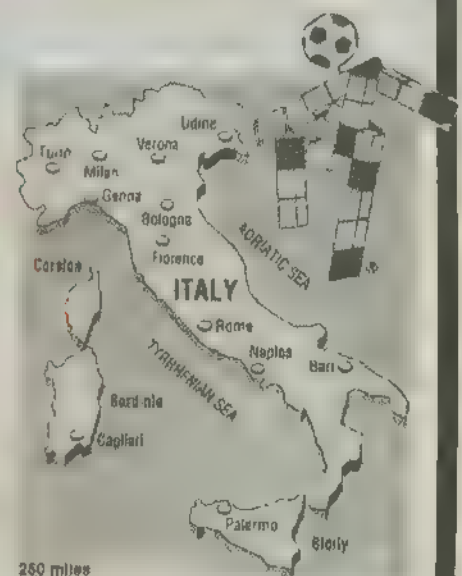 Udine
Verona
Turin
Milan
Genoa
Bologna
Florence
ADRIATIC SEA
Corsica
ITALY
Rome
Naples
Bari
TYRRHENIAN SEA
Sardinia
Cagliari
Palermo
Sicily
250 miles